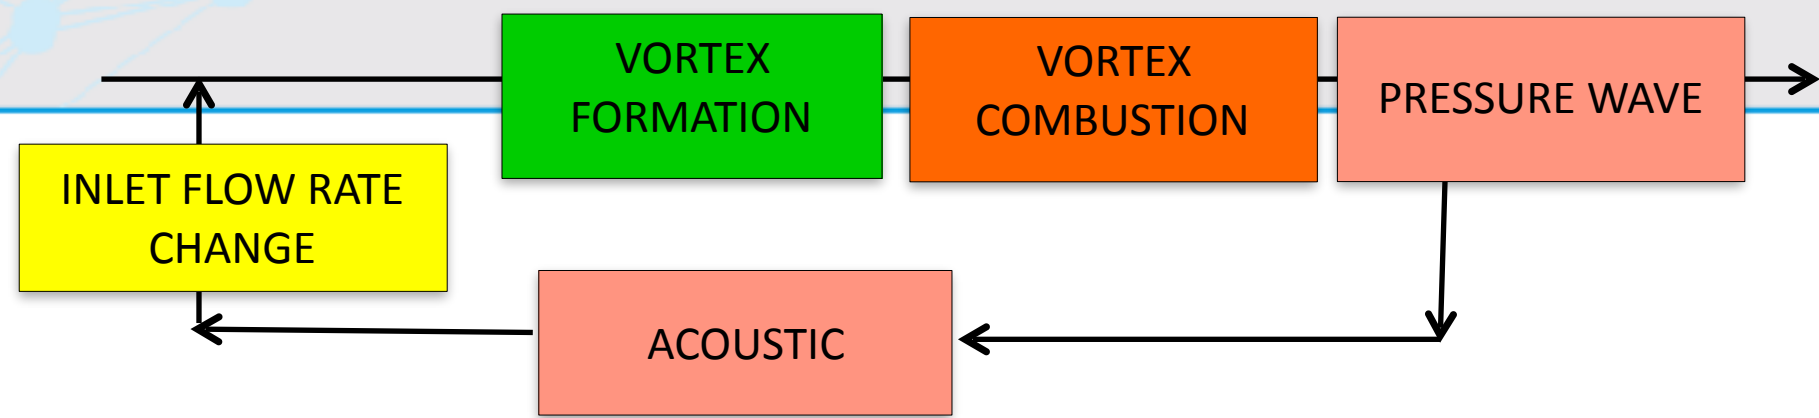 VORTEX
FORMATION
VORTEX
COMBUSTION
PRESSURE WAVE
INLET FLOW RATE
CHANGE
ACOUSTIC